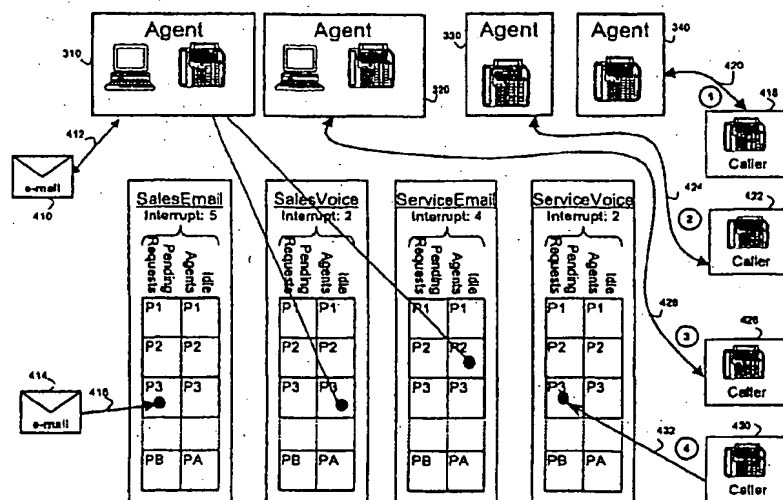 Agent
310
Agent
320
330
Agent
340
Agent
420
1
418
Caller
412
e-mail
410
424
422
2
Caller
428
426
3
Caller
430
432
4
Caller
414
416
e-mail
SalesEmail
Interrupt: 5
Pending Requests
Idle Agents
P1 P1
P2 P2
P3 P3
PB PA
SalesVoice
Interrupt: 2
Pending Requests
Idle Agents
P1 P1
P2 P2
P3 P3
PB PA
ServiceEmail
Interrupt: 4
Pending Requests
Idle Agents
P1 P1
P2 P2
P3 P3
PB PA
ServiceVoice
Interrupt: 2
Pending Requests
Idle Agents
P1 P1
P2 P2
P3 P3
PB PA